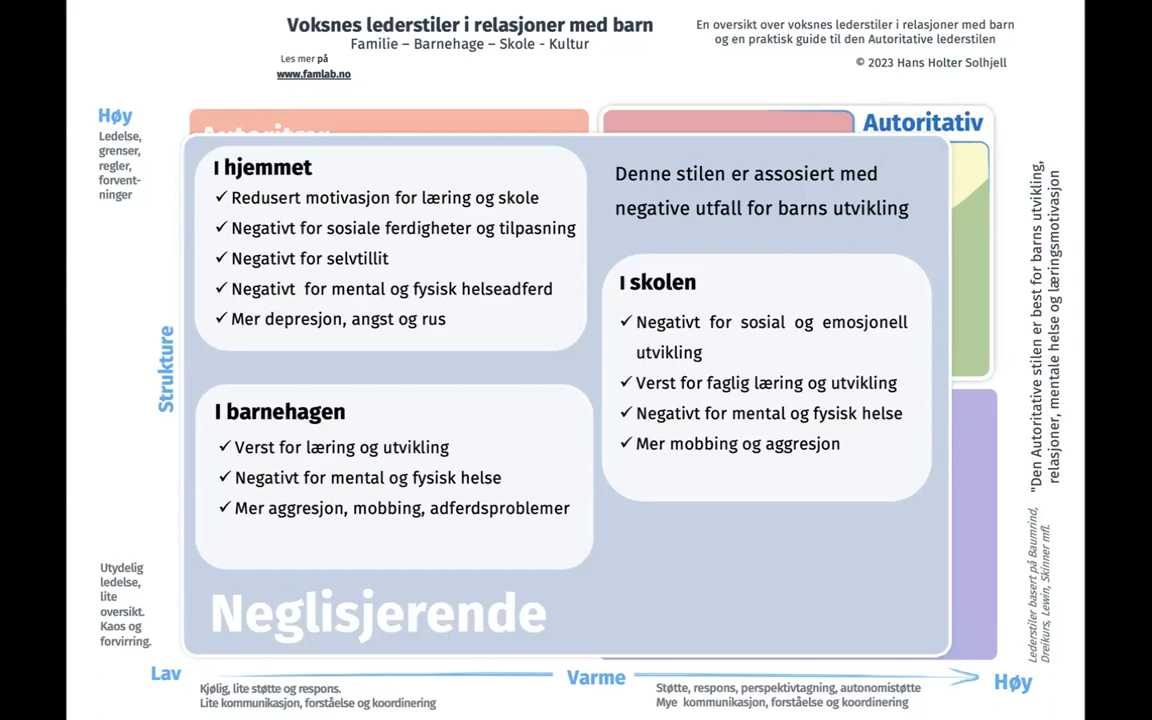 Voksnes lederstiler i relasjoner med barn
Familie – Barnehage – Skole - Kultur
Les mer på
www.famlab.no
En oversikt over voksnes lederstiler i relasjoner med barn
og en praktisk guide til den Autoritative lederstilen
© 2023 Hans Holter Solhjell
Høy
Ledelse,
grenser,
regler,
forvent-
ninger
Autoritativ
I hjemmet
✓ Redusert motivasjon for læring og skole
✓ Negativt for sosiale ferdigheter og tilpasning
✓ Negativt for selvtillit
✓ Negativt for mental og fysisk helseadferd
✓ Mer depresjon, angst og rus
Denne stilen er assosiert med
negative utfall for barns utvikling
I skolen
✓ Negativt for sosial og emosjonell
utvikling
✓ Verst for faglig læring og utvikling
✓ Negativt for mental og fysisk helse
✓ Mer mobbing og aggresjon
I barnehagen
✓ Verst for læring og utvikling
✓ Negativt for mental og fysisk helse
✓ Mer aggresjon, mobbing, adferdsproblemer
Neglisjerende
Strukture
Utydelig
ledelse,
lite
oversikt.
Kaos og
forvirring.
Lav
Kjølig, lite støtte og respons.
Lite kommunikasjon, forståelse og koordinering
Varme
Støtte, respons, perspektivtagning, autonomistøtte
Mye kommunikasjon, forståelse og koordinering
Høy
"Den Autoritative stilen er best for barns utvikling,
relasjoner, mentale helse og læringsmotivasjon
Lederstiler basert på Baumrind,
Dreikurs, Lewin, Skinner mfl.